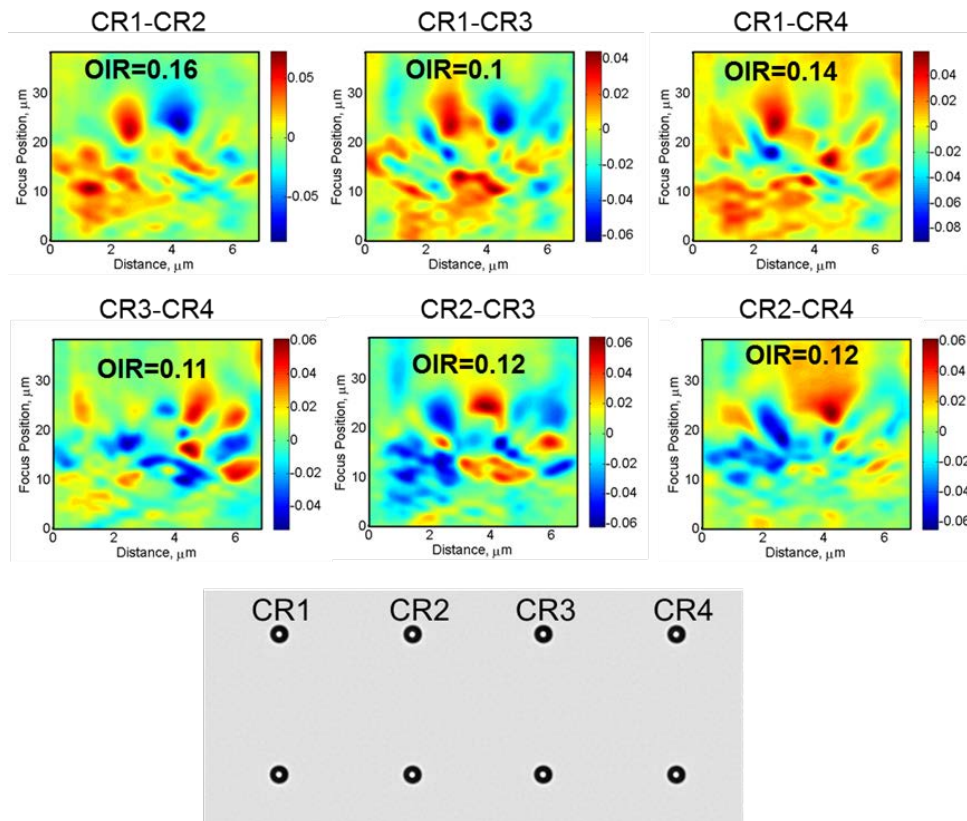 CR1-CR2
OIR=0.16
Focus Position, μm
30
20
10
0
0 2 4 6
Distance, μm
0.05
0
-0.05
CR1-CR3
OIR=0.1
Focus Position, μm
30
20
10
0
0 2 4 6
Distance, μm
0.04
0.02
0
-0.02
-0.04
-0.06
CR1-CR4
OIR=0.14
Focus Position, μm
30
20
10
0
0 2 4 6
Distance, μm
0.04
0.02
0
-0.02
-0.04
-0.06
-0.08
CR3-CR4
OIR=0.11
Focus Position, μm
30
20
10
0
0 2 4 6
Distance, μm
0.06
0.04
0.02
0
-0.02
-0.04
CR2-CR3
OIR=0.12
Focus Position, μm
30
20
10
0
0 2 4 6
Distance, μm
0.06
0.04
0.02
0
-0.02
-0.04
-0.06
CR2-CR4
OIR=0.12
Focus Position, μm
30
20
10
0
0 2 4 6
Distance, μm
0.06
0.04
0.02
0
-0.02
-0.04
-0.06
CR1 CR2 CR3 CR4